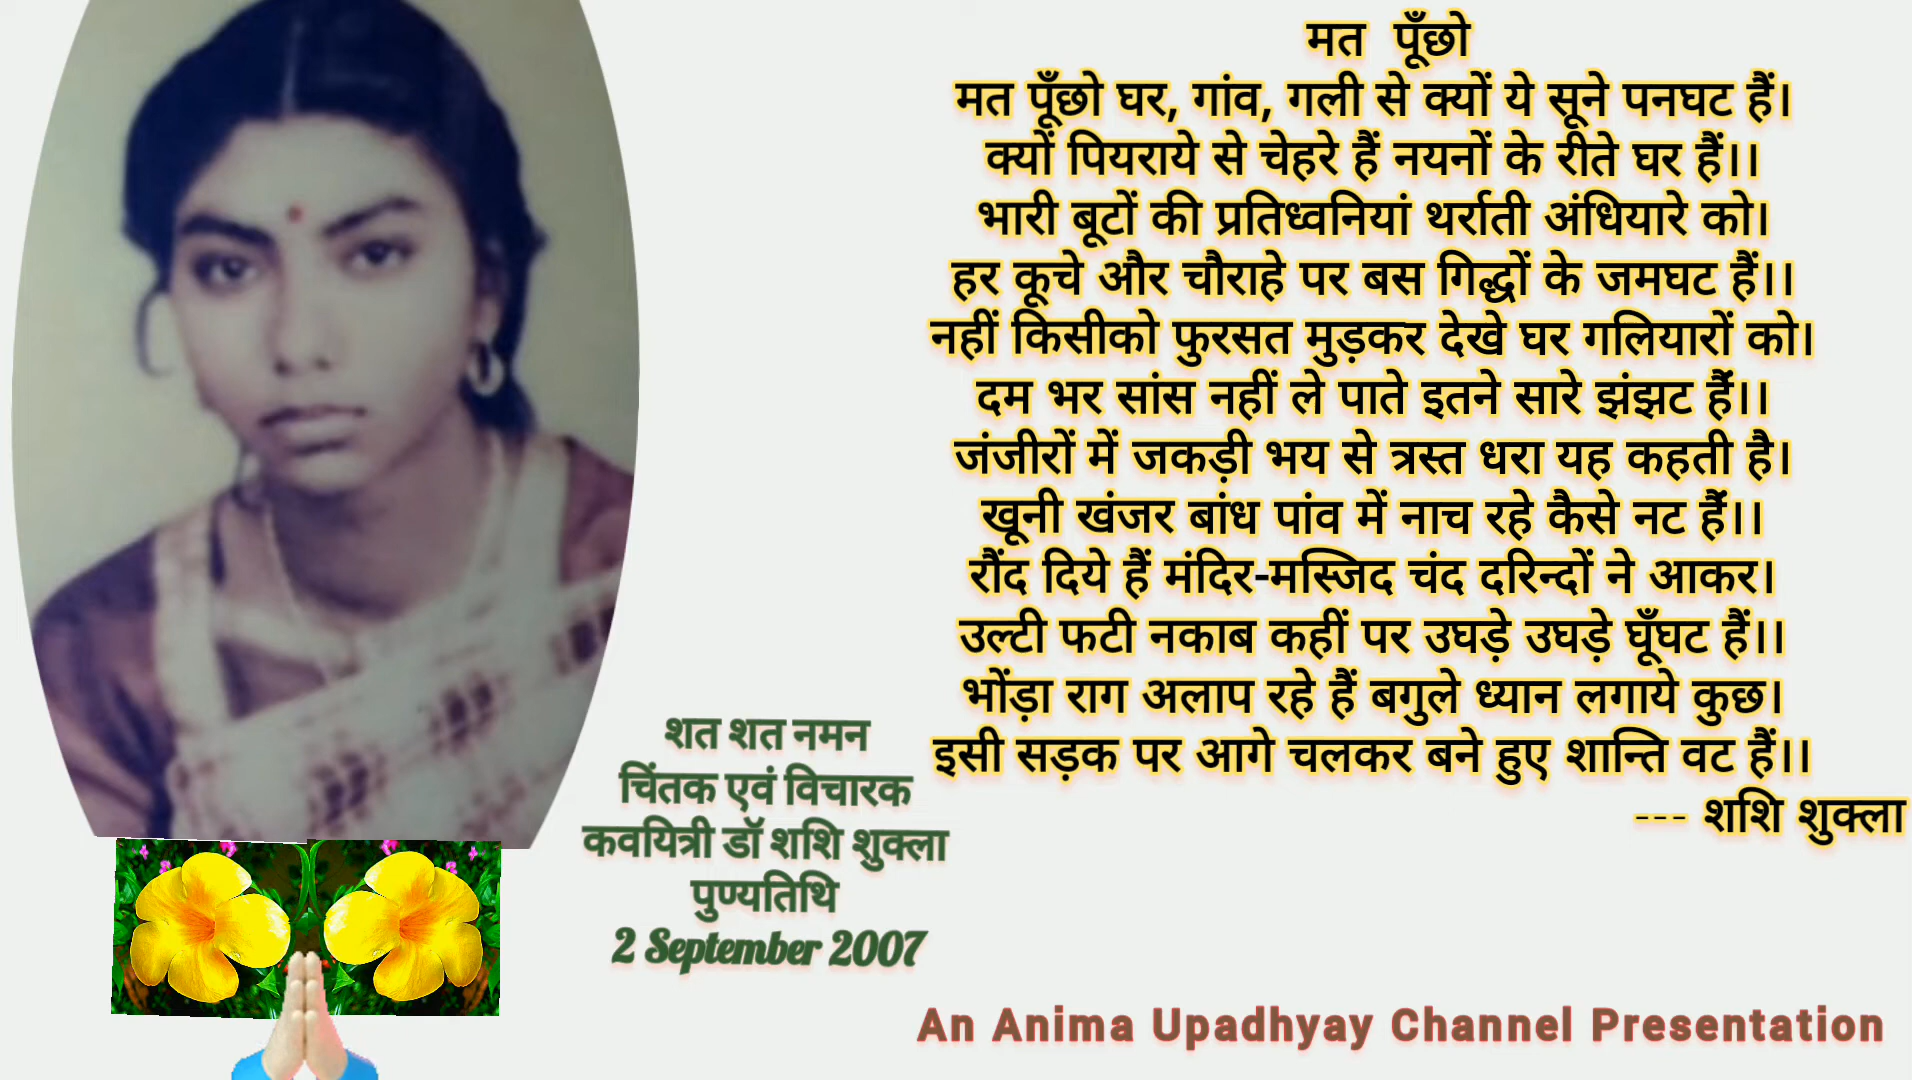 मत पूँछो
मत पूँछो घर, गांव, गली से क्यों ये सूने पनघट हैं।
क्यों पियराये से चेहरे हैं नयनों के रीते घर हैं।।
भारी बूटों की प्रतिध्वनियां थर्राती अंधियारे को।
हर कूचे और चौराहे पर बस गिद्धों के जमघट हैं।।
नहीं किसीको फुरसत मुड़कर देखे घर गलियारों को।
दम भर सांस नहीं ले पाते इतने सारे झंझट हैं।।
जंजीरों में जकड़ी भय से त्रस्त धरा यह कहती है।
खूनी खंजर बांध पांव में नाच रहे कैसे नट हैं।।
रौंद दिये हैं मंदिर-मस्जिद चंद दरिन्दों ने आकर।
उल्टी फटी नकाब कहीं पर उघड़े उघड़े घूँघट हैं।।
भोंड़ा राग अलाप रहे हैं बगुले ध्यान लगाये कुछ।
इसी सड़क पर आगे चलकर बने हुए शान्ति वट हैं।।
--- शशि शुक्ला
शत शत नमन
चिंतक एवं विचारक
कवयित्री डॉ शशि शुक्ला
पुण्यतिथि
2 September 2007
An Anima Upadhyay Channel Presentation